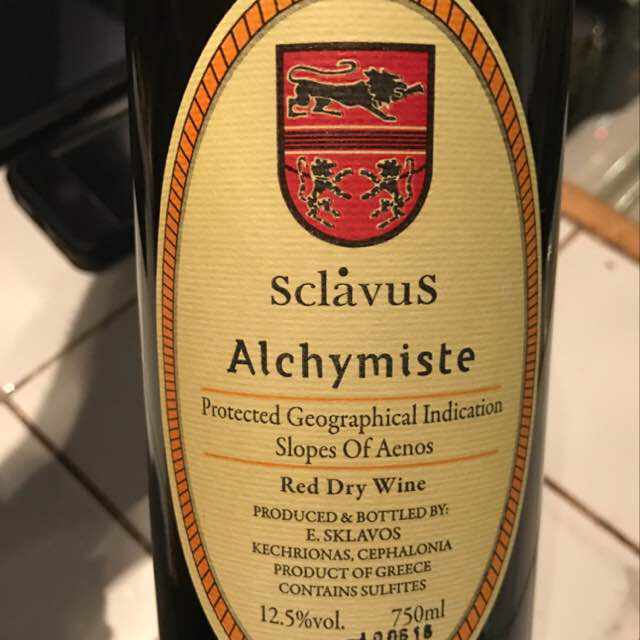 sclavus
Alchymiste
Protected Geographical Indication
Slopes Of Aenos
Red Dry Wine
PRODUCED & BOTTLED BY:
E. SKLAVOS
KECHRIONAS, CEPHALONIA
PRODUCT OF GREECE
CONTAINS SULFITES
12.5%vol. 750ml